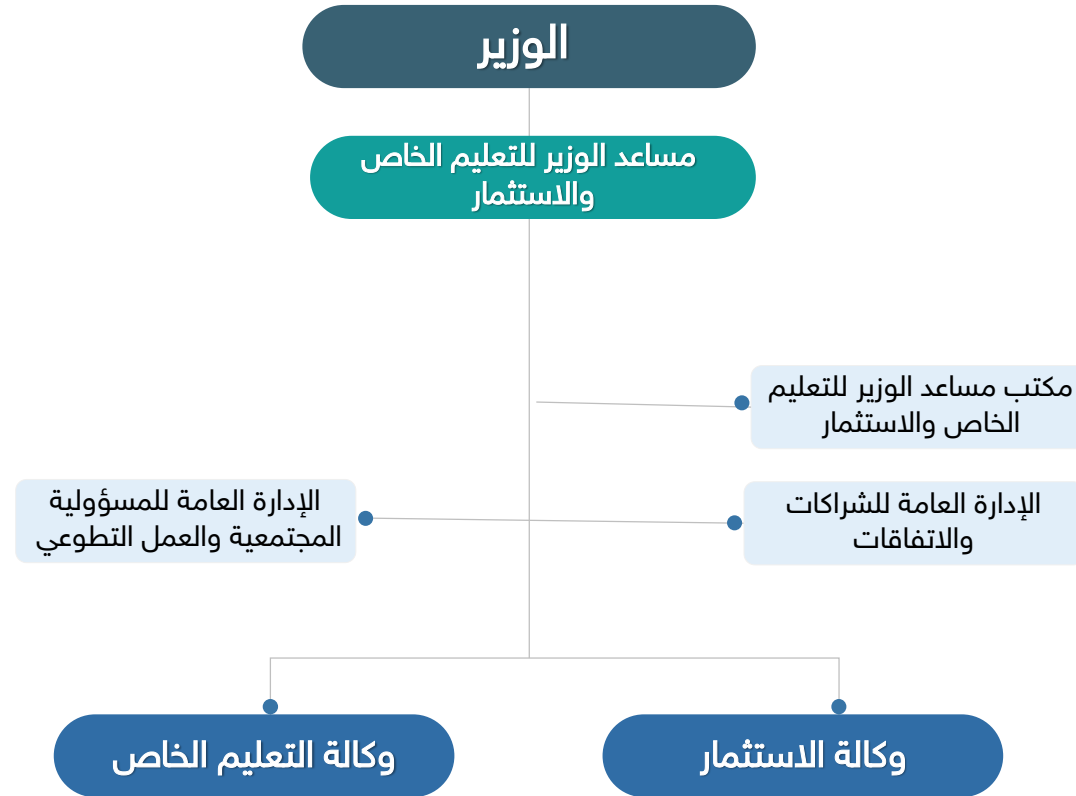 الوزير
مساعد الوزير للتعليم الخاص
والاستثمار
مكتب مساعد الوزير للتعليم
الخاص والاستثمار
الإدارة العامة للشراكات
والاتفاقات
الإدارة العامة للمسؤولية
المجتمعية والعمل التطوعي
وكالة الاستثمار
وكالة التعليم الخاص